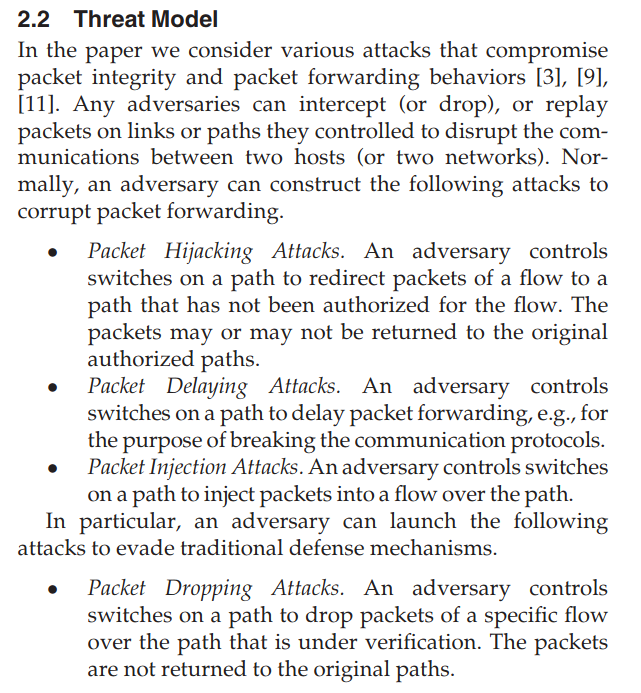 2.2 Threat Model
In the paper we consider various attacks that compromise
packet integrity and packet forwarding behaviors [3], [9],
[11]. Any adversaries can intercept (or drop), or replay
packets on links or paths they controlled to disrupt the com-
munications between two hosts (or two networks). Nor-
mally, an adversary can construct the following attacks to
corrupt packet forwarding.
• Packet Hijacking Attacks. An adversary controls
switches on a path to redirect packets of a flow to a
path that has not been authorized for the flow. The
packets may or may not be returned to the original
authorized paths.
• Packet Delaying Attacks. An adversary controls
switches on a path to delay packet forwarding, e.g., for
the purpose of breaking the communication protocols.
• Packet Injection Attacks. An adversary controls switches
on a path to inject packets into a flow over the path.
In particular, an adversary can launch the following
attacks to evade traditional defense mechanisms.
• Packet Dropping Attacks. An adversary controls
switches on a path to drop packets of a specific flow
over the path that is under verification. The packets
are not returned to the original paths.